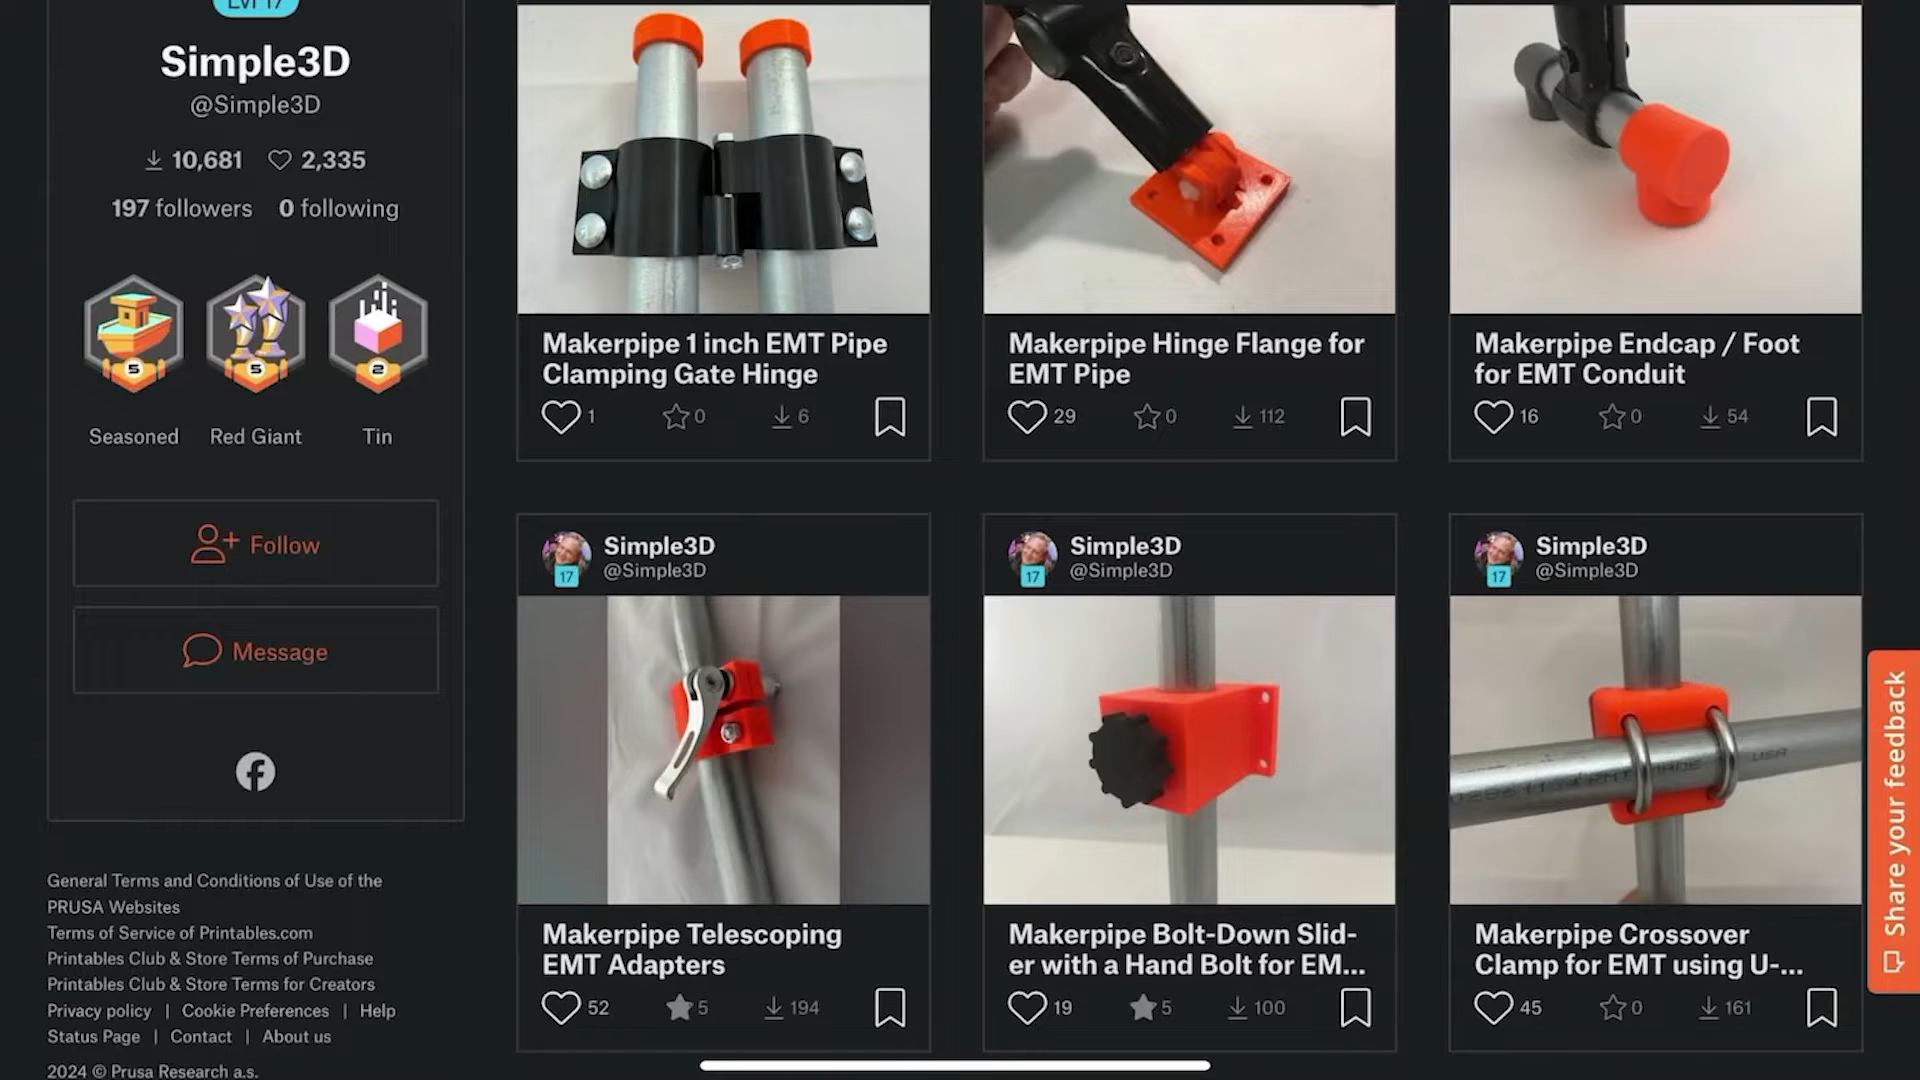 Lvl 17
Simple3D
@Simple3D
10,681 2,335
197 followers 0 following
5 5 2
Seasoned Red Giant Tin
Follow
Message
General Terms and Conditions of Use of the
PRUSA Websites
Terms of Service of Printables.com
Printables Club & Store Terms of Purchase
Printables Club & Store Terms for Creators
Privacy policy | Cookie Preferences | Help
Status Page | Contact | About us
2024 © Prusa Research a.s.
Makerpipe 1 inch EMT Pipe
Clamping Gate Hinge
1 0 6
Makerpipe Hinge Flange for
EMT Pipe
29 0 112
Makerpipe Endcap / Foot
for EMT Conduit
16 0 54
Simple3D
@Simple3D
17
Makerpipe Telescoping
EMT Adapters
52 5 194
Simple3D
@Simple3D
17
Makerpipe Bolt-Down Slid-
er with a Hand Bolt for EM...
19 5 100
Simple3D
@Simple3D
17
USA
Makerpipe Crossover
Clamp for EMT using U-...
45 0 161
Share your feedback